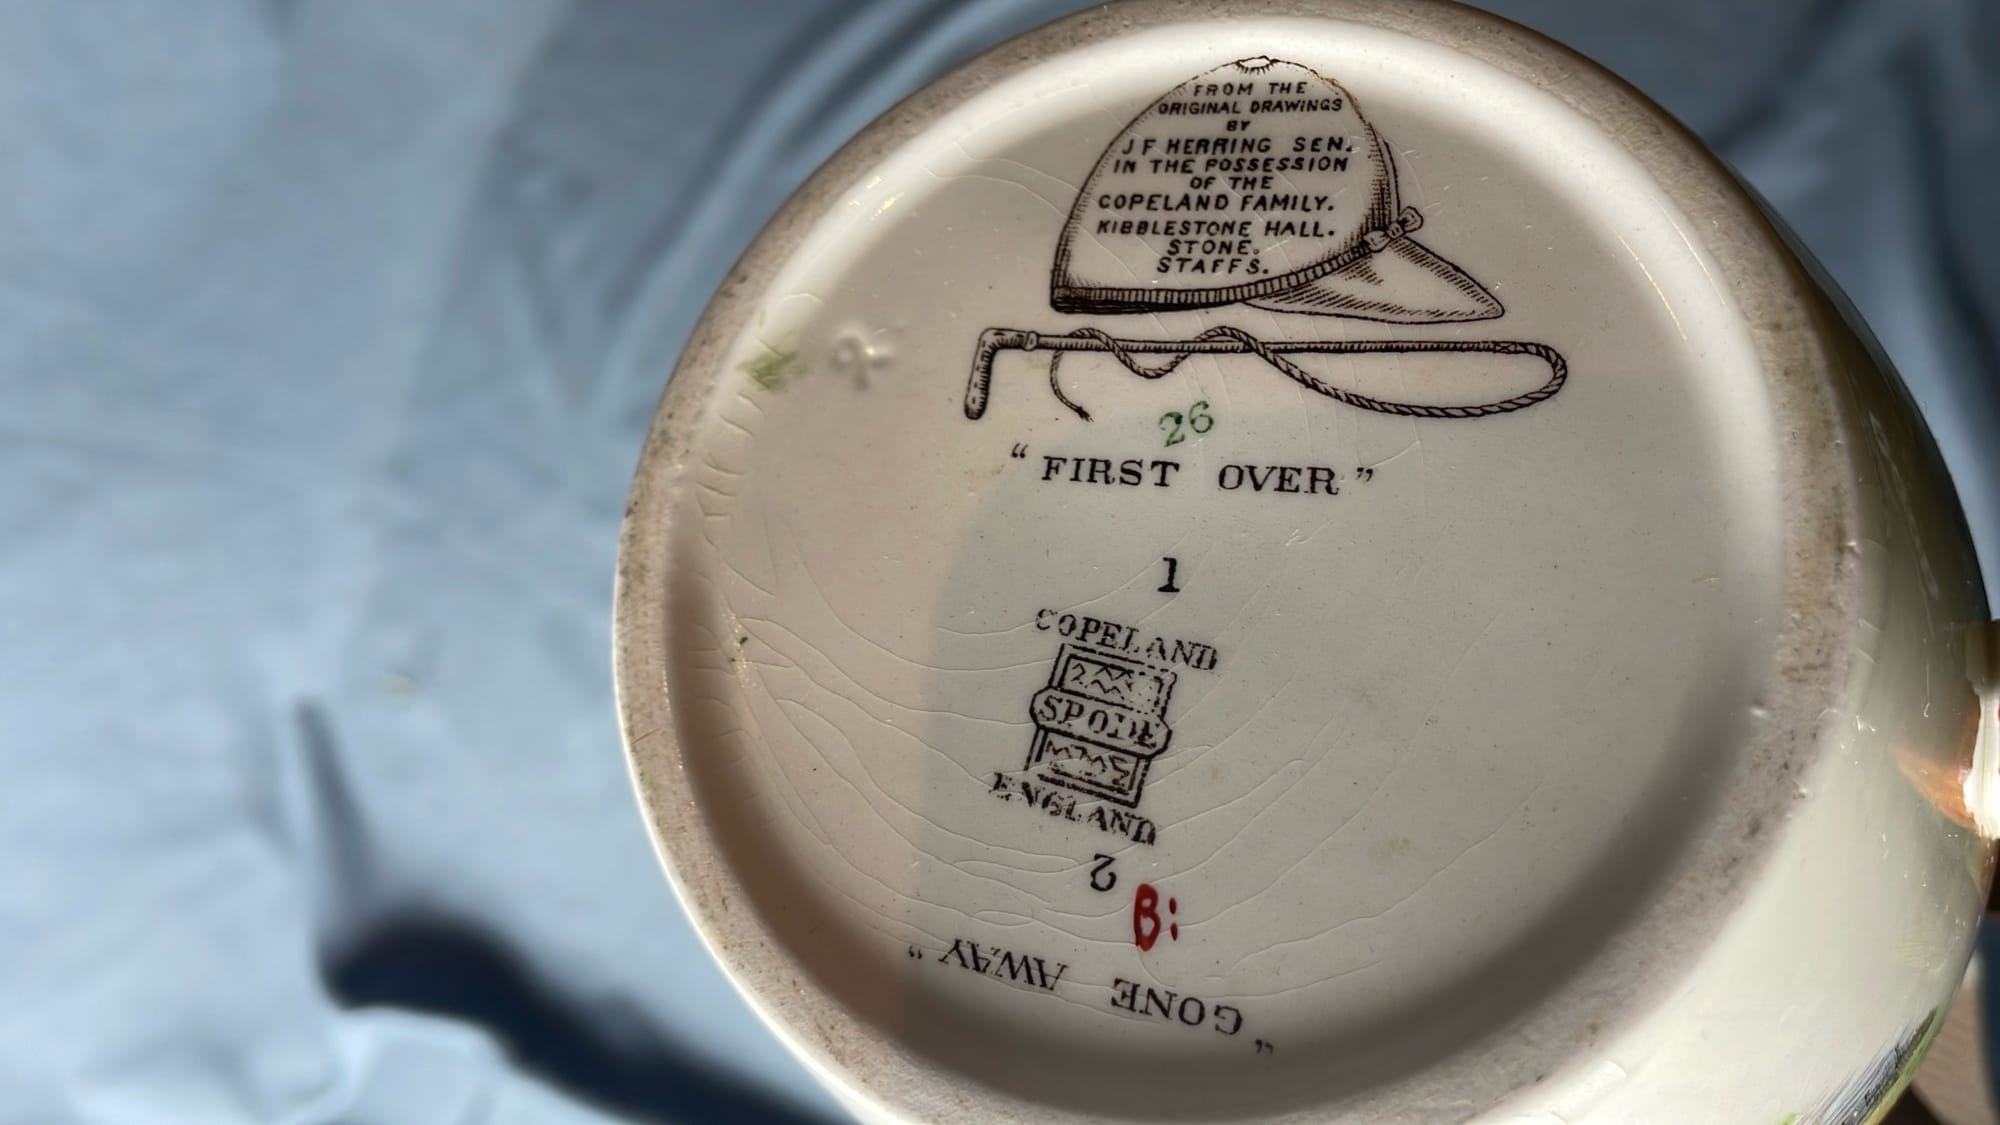 FROM THE
ORIGINAL DRAWINGS
BY
J F HERRING SEN.
IN THE POSSESSION
OF THE
COPELAND FAMILY.
KIBBLESTONE HALL.
STONE.
STAFFS.
26
“FIRST OVER”
1
COPELAND
SPODE
ENGLAND
2
B:
“GONE AWAY”